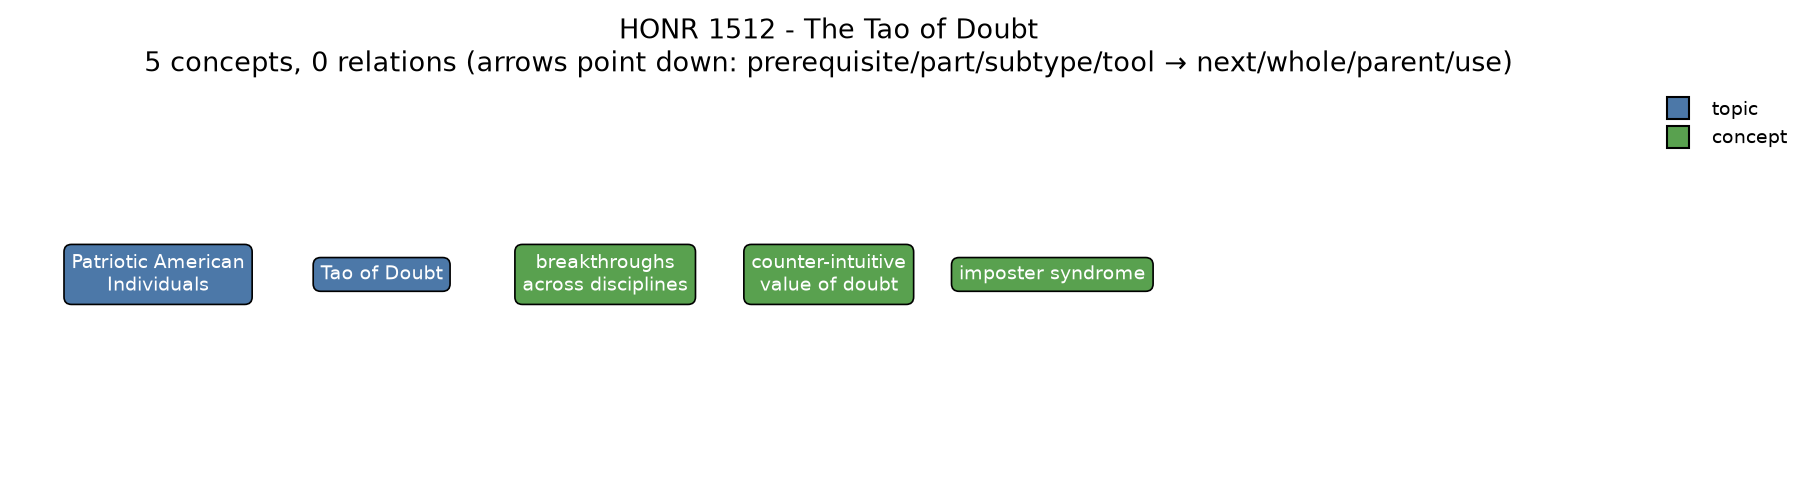 HONR 1512 - The Tao of Doubt
5 concepts, 0 relations (arrows point down: prerequisite/part/subtype/tool → next/whole/parent/use)
topic
concept
Patriotic American
Individuals
Tao of Doubt
breakthroughs
across disciplines
counter-intuitive
value of doubt
imposter syndrome